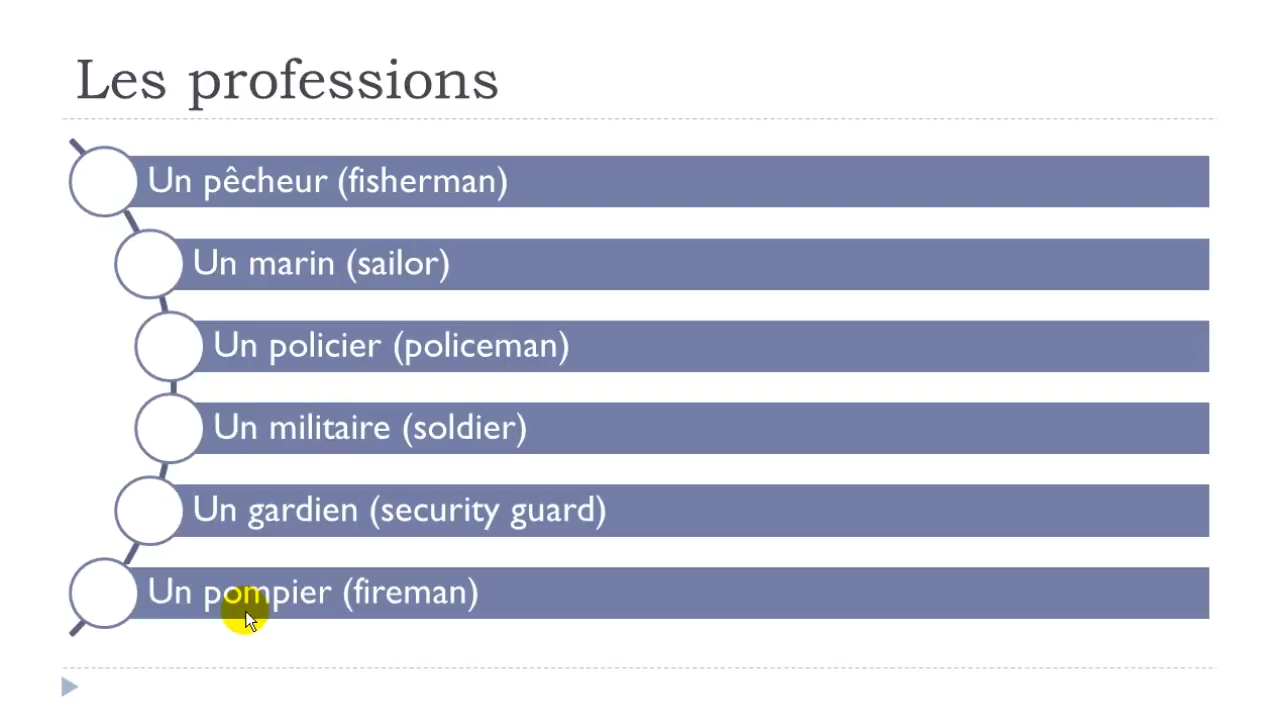 Les professions
Un pêcheur (fisherman)
Un marin (sailor)
Un policier (policeman)
Un militaire (soldier)
Un gardien (security guard)
Un pompier (fireman)